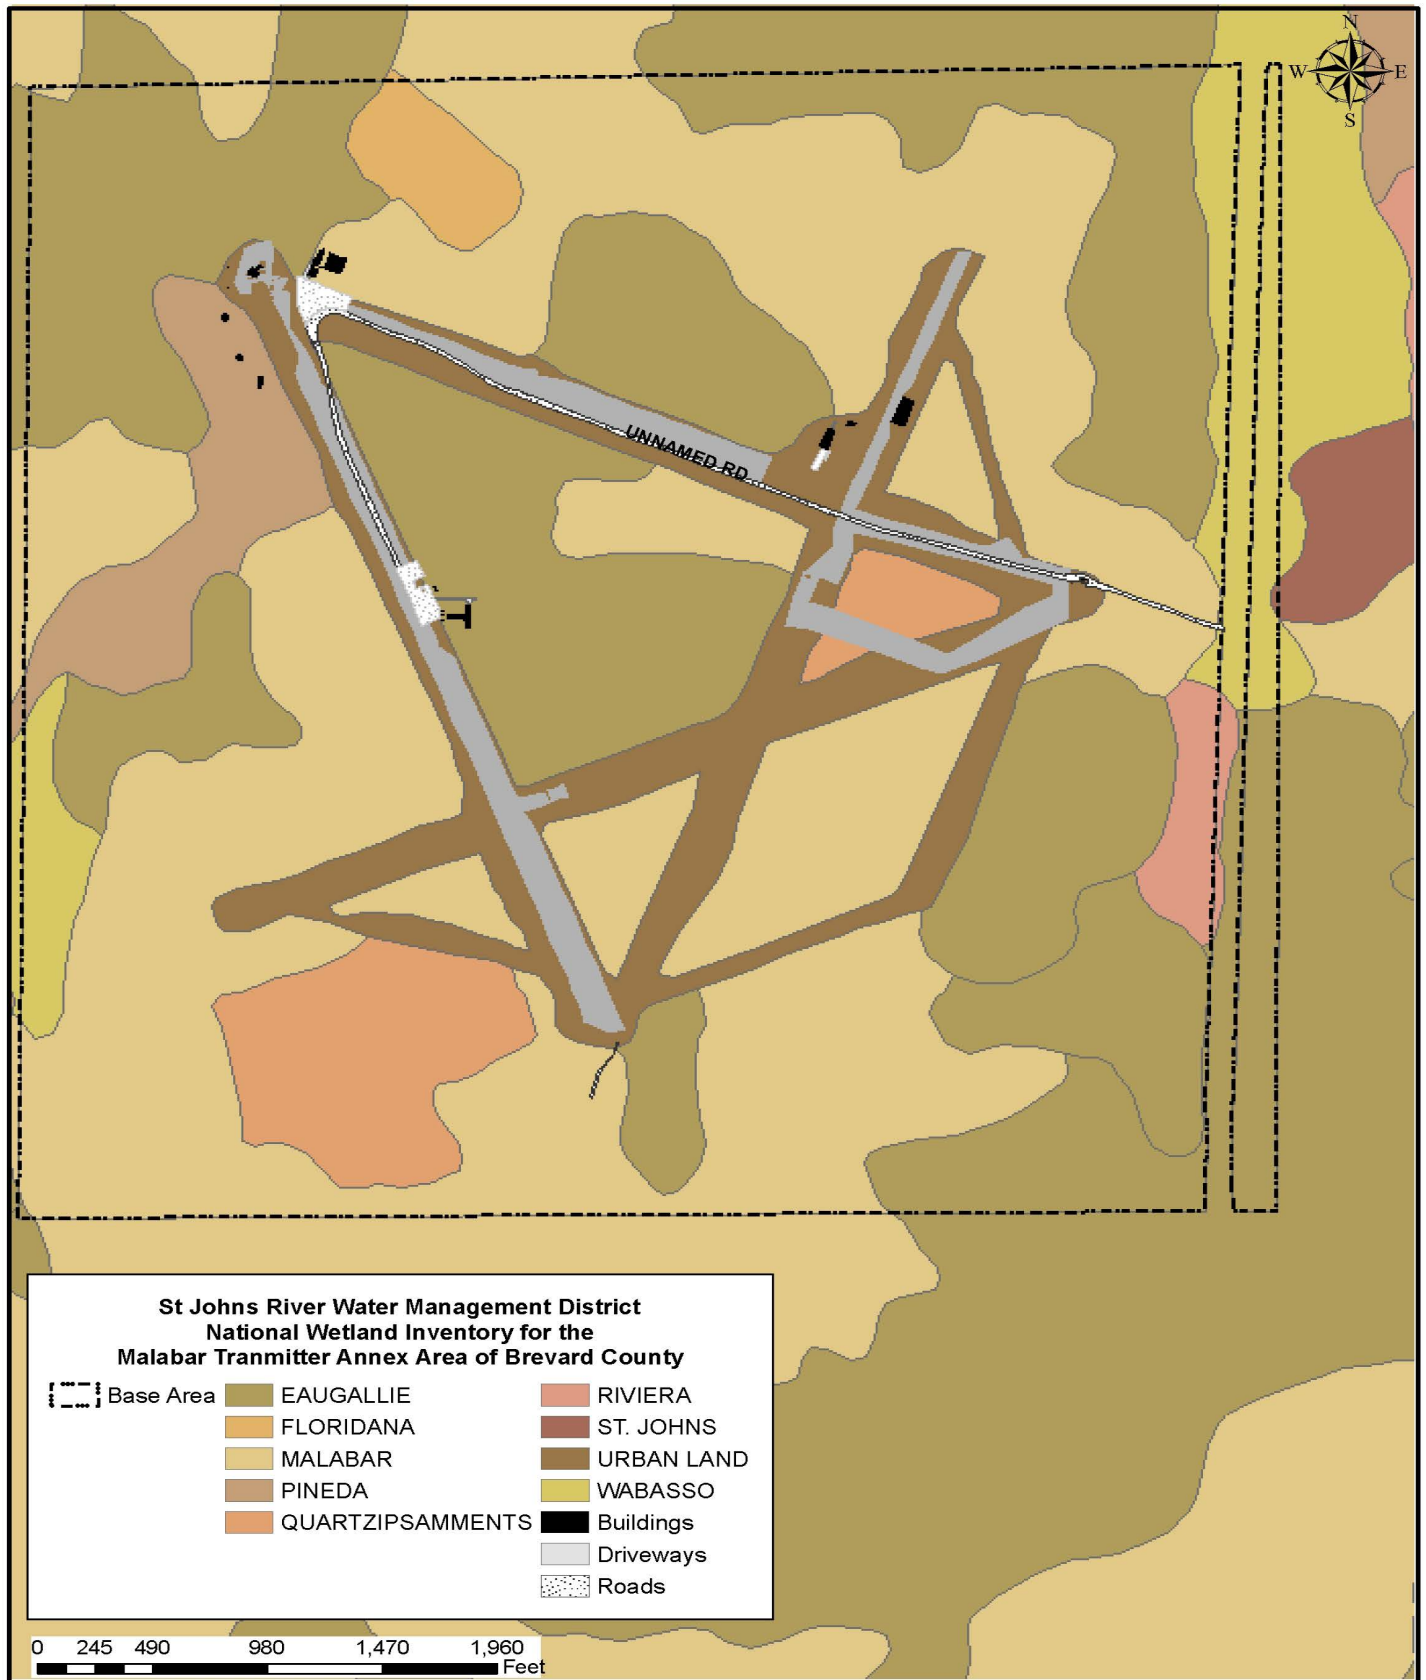 N
W E
S
UNNAMED RD
St Johns River Water Management District
National Wetland Inventory for the
Malabar Tranmitter Annex Area of Brevard County
Base Area
EAUGALLIE
FLORIDANA
MALABAR
PINEDA
QUARTZIPSAMMENTS
RIVIERA
ST. JOHNS
URBAN LAND
WABASSO
Buildings
Driveways
Roads
0 245 490 980 1,470 1,960
Feet